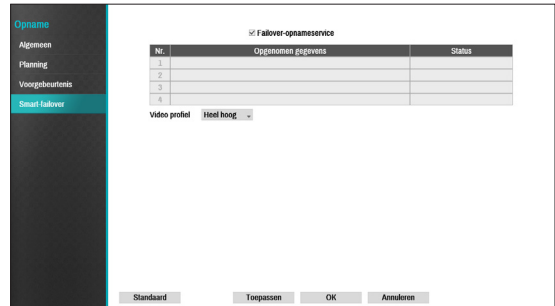 Opname
Algemeen
Planning
Voorgebeurtenis
Smart-failover
Failover-opnameservice
Nr. Opgenomen gegevens Status
1
2
3
4
Video profiel Heel hoog
Standaard Toepassen OK Annuleren